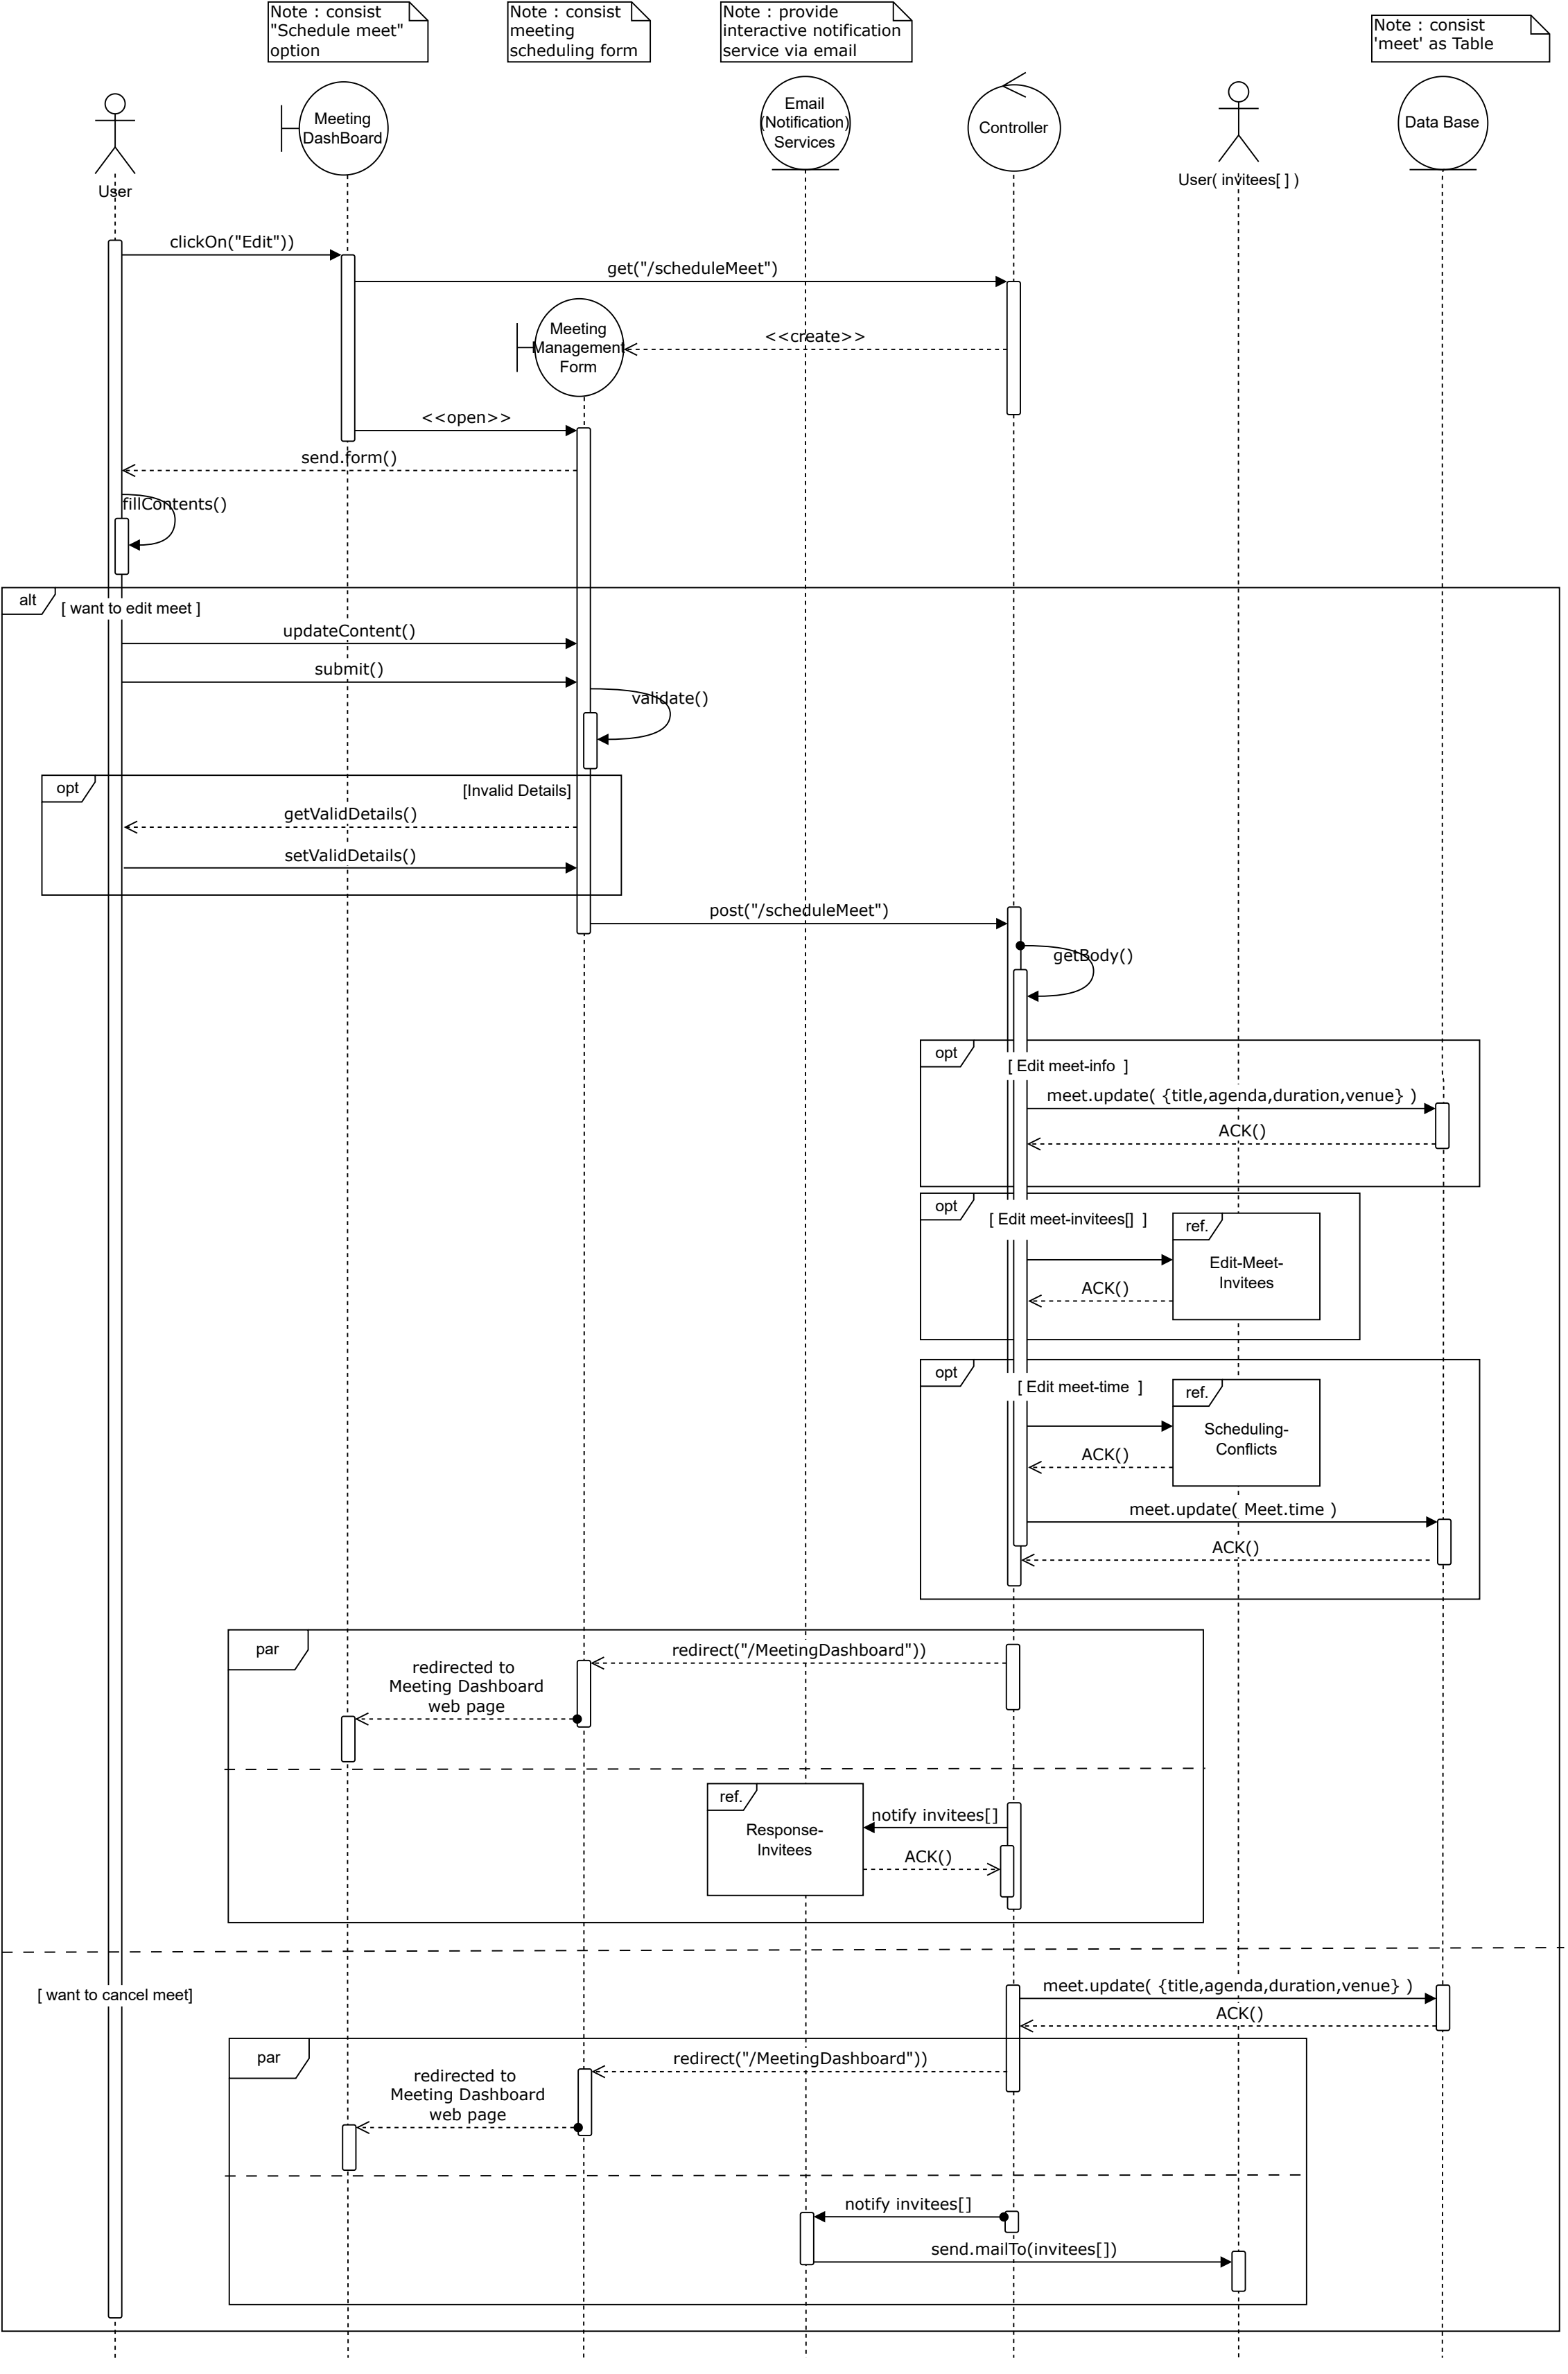 Note : consist
"Schedule meet"
option
Note : consist
meeting
scheduling form
Note : provide
interactive notification
service via email
Note : consist
'meet' as Table
User
Meeting
DashBoard
Email
(Notification)
Services
Controller
User( invitees[ ] )
Data Base
clickOn("Edit"))
get("/scheduleMeet")
Meeting
Management
Form
<<create>>
<<open>>
send.form()
fillContents()
alt
[ want to edit meet ]
updateContent()
submit()
validate()
opt
[Invalid Details]
getValidDetails()
setValidDetails()
post("/scheduleMeet")
getBody()
opt
[ Edit meet-info  ]
meet.update( {title,agenda,duration,venue} )
ACK()
opt
[ Edit meet-invitees[]  ]
ref.
Edit-Meet-
Invitees
ACK()
opt
[ Edit meet-time  ]
ref.
Scheduling-
Conflicts
ACK()
meet.update( Meet.time )
ACK()
par
redirect("/MeetingDashboard"))
redirected to
Meeting Dashboard
web page
ref.
Response-
Invitees
notify invitees[]
ACK()
[ want to cancel meet]
meet.update( {title,agenda,duration,venue} )
ACK()
par
redirect("/MeetingDashboard"))
redirected to
Meeting Dashboard
web page
notify invitees[]
send.mailTo(invitees[])